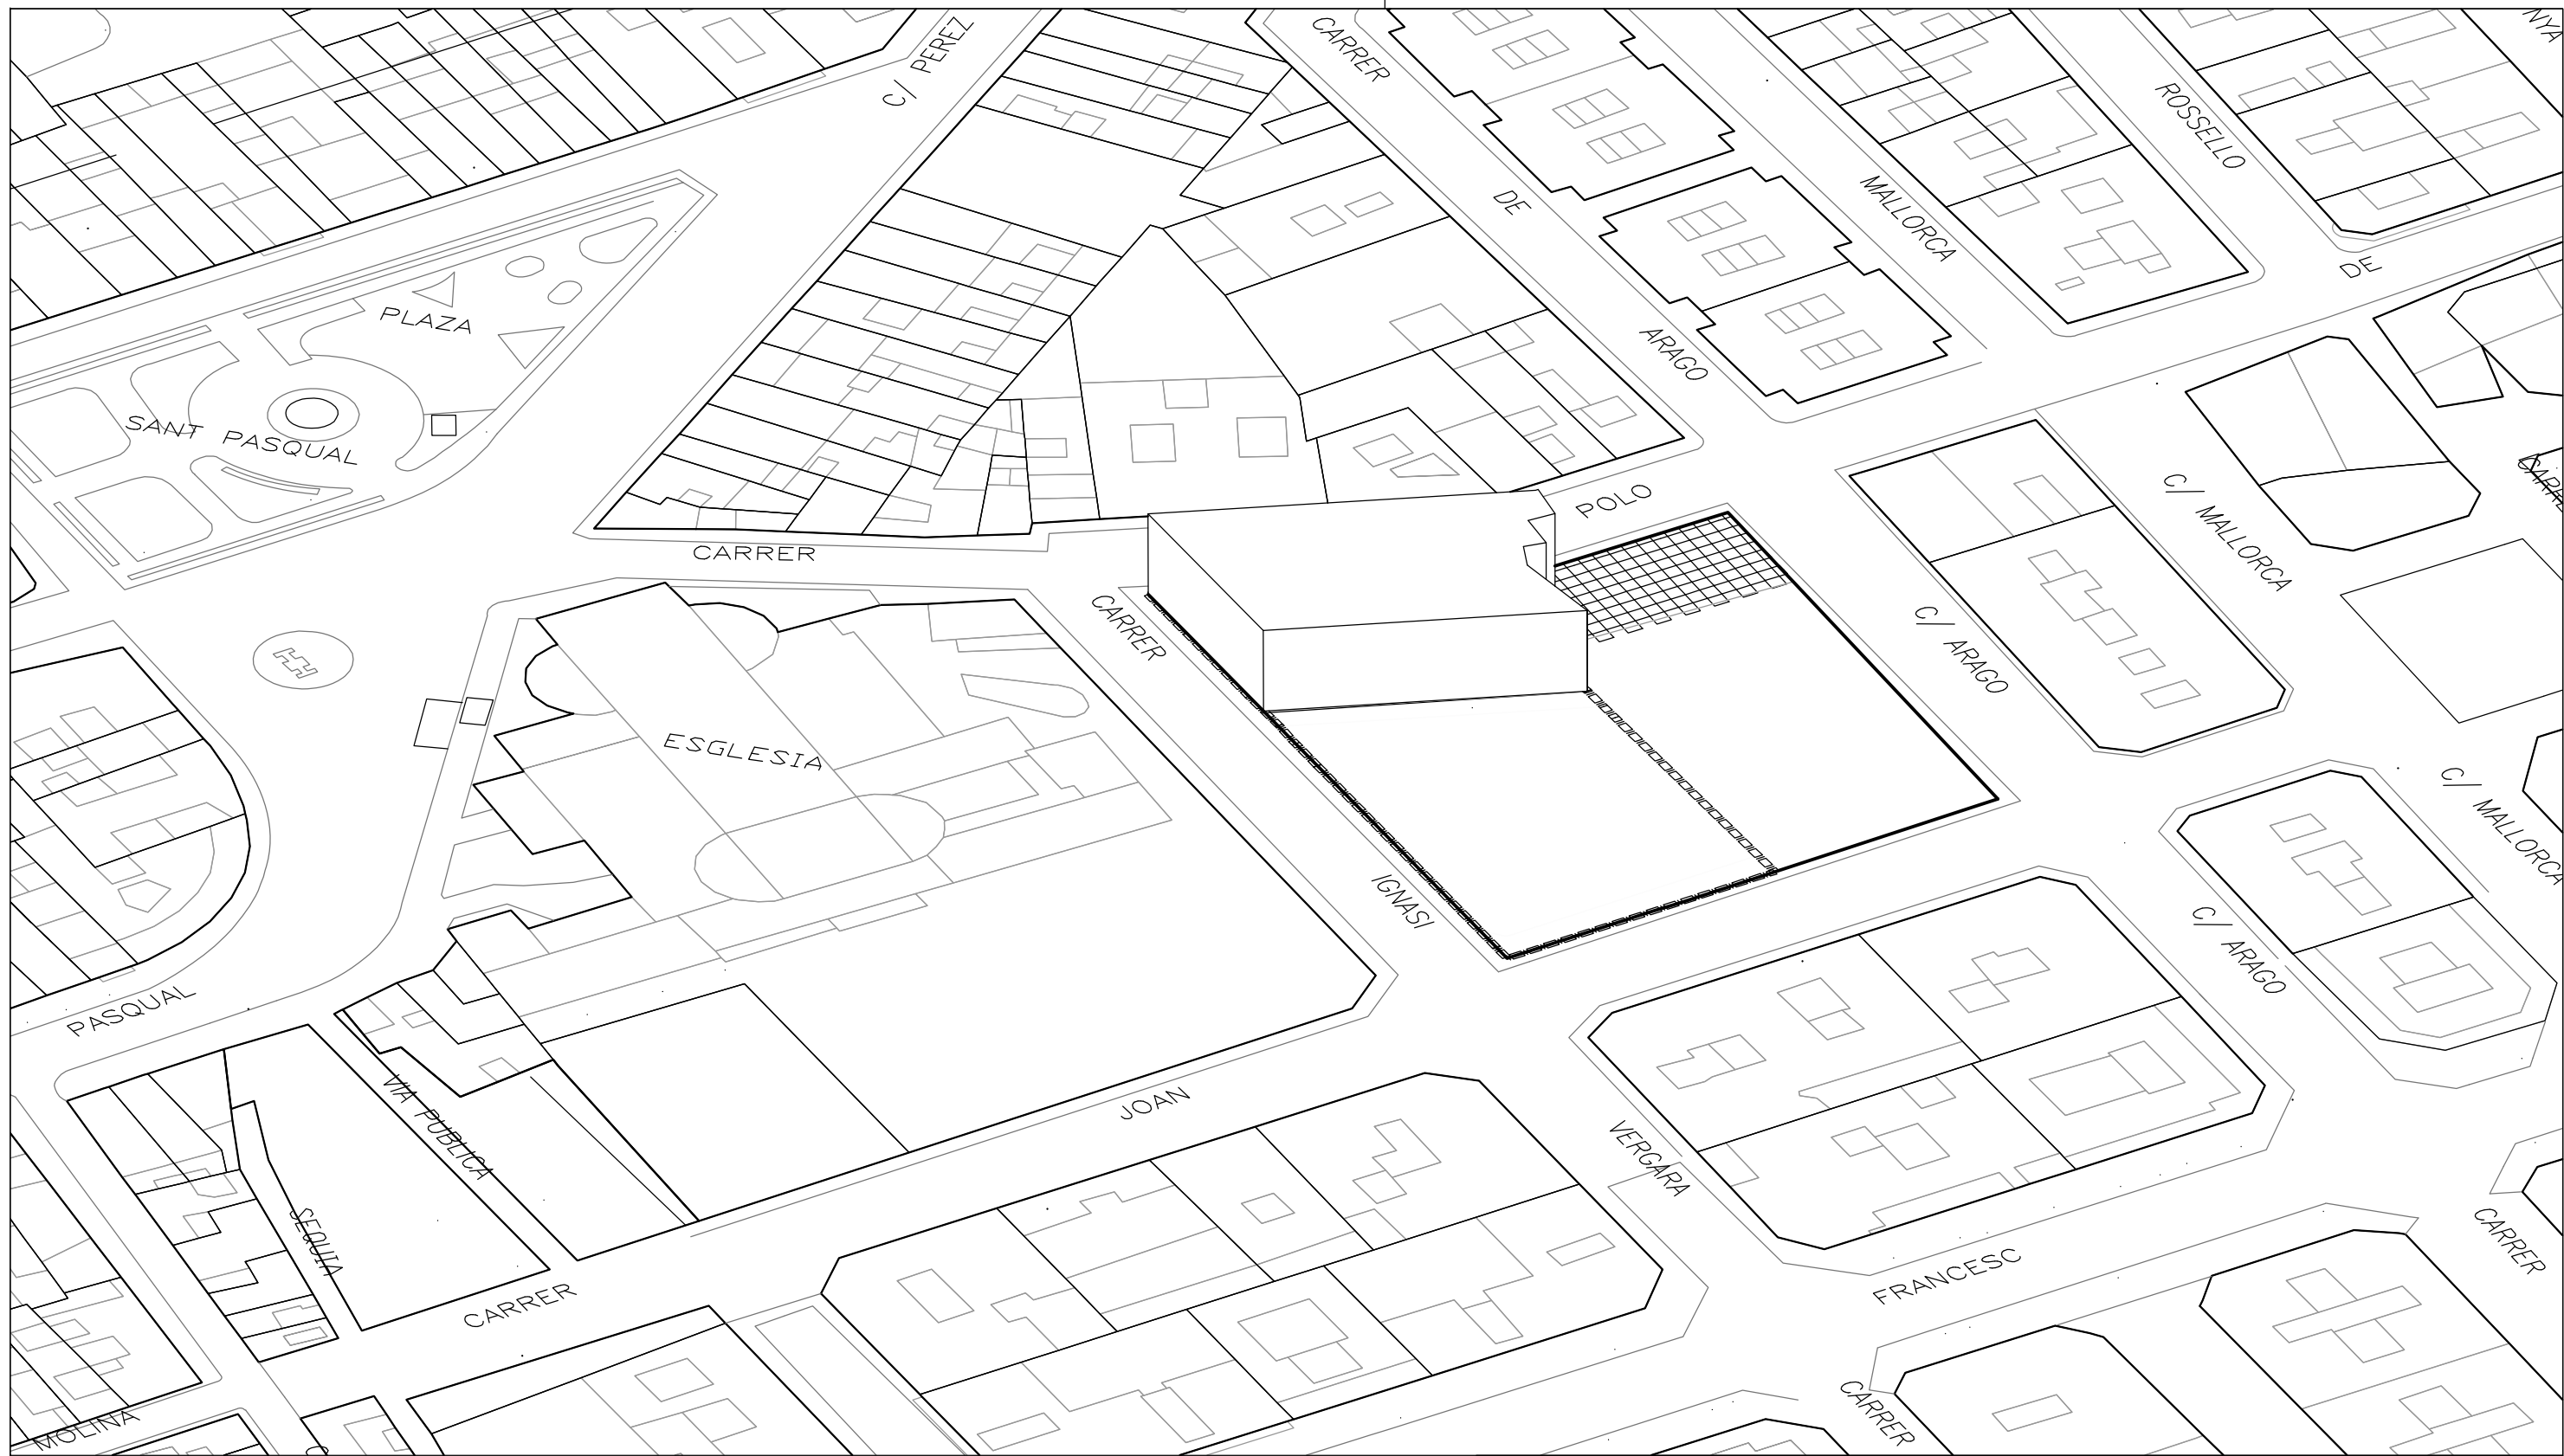 C/ PEREZ
CARRER
DE
ARAGO
MALLORCA
ROSSELLO
DE
NYA
PLAZA
SANT PASQUAL
CARRER
POLO
C/ MALLORCA
C/ ARAGO
CARRER
IGNASI
ESGLESIA
C/ MALLORCA
C/ ARAGO
PASQUAL
VIA PUBLICA
SEQUIA
JOAN
CARRER
VERGARA
FRANCESC
CARRER
CARRER
MOLINA